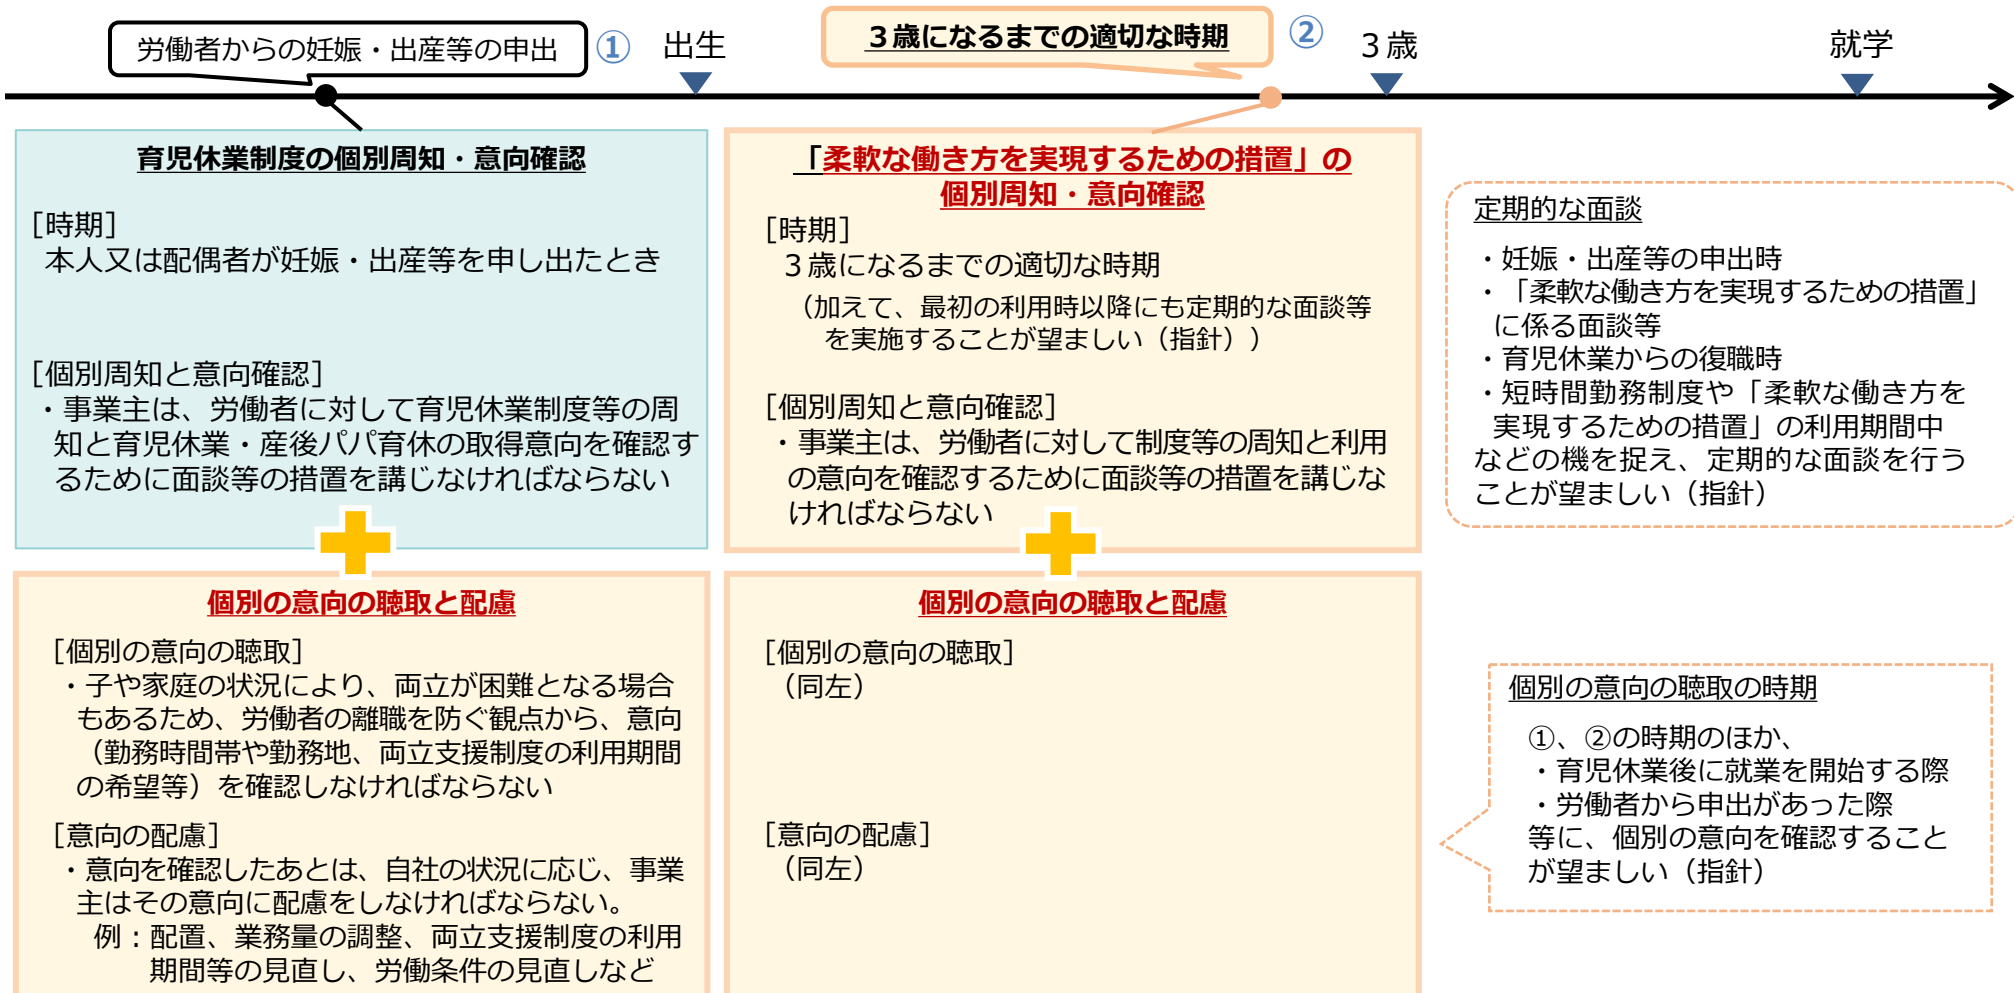 労働者からの妊娠・出産等の申出
①
出生
３歳になるまでの適切な時期
②
３歳
就学
育児休業制度の個別周知・意向確認
［時期］
本人又は配偶者が妊娠・出産等を申し出たとき
［個別周知と意向確認］
・事業主は、労働者に対して育児休業制度等の周
知と育児休業・産後パパ育休の取得意向を確認す
るために面談等の措置を講じなければならない
「柔軟な働き方を実現するための措置」の
個別周知・意向確認
［時期］
３歳になるまでの適切な時期
（加えて、最初の利用時以降にも定期的な面談等
を実施することが望ましい（指針））
［個別周知と意向確認］
・事業主は、労働者に対して制度等の周知と利用
の意向を確認するために面談等の措置を講じな
ければならない
定期的な面談
・妊娠・出産等の申出時
・「柔軟な働き方を実現するための措置」
に係る面談等
・育児休業からの復職時
・短時間勤務制度や「柔軟な働き方を
実現するための措置」の利用期間中
などの機を捉え、定期的な面談を行う
ことが望ましい（指針）
個別の意向の聴取と配慮
［個別の意向の聴取］
・子や家庭の状況により、両立が困難となる場合
もあるため、労働者の離職を防ぐ観点から、意向
（勤務時間帯や勤務地、両立支援制度の利用期間
の希望等）を確認しなければならない
［意向の配慮］
・意向を確認したあとは、自社の状況に応じ、事業
主はその意向に配慮をしなければならない。
例：配置、業務量の調整、両立支援制度の利用
期間等の見直し、労働条件の見直しなど
個別の意向の聴取と配慮
［個別の意向の聴取］
（同左）
［意向の配慮］
（同左）
個別の意向の聴取の時期
①、②の時期のほか、
・育児休業後に就業を開始する際
・労働者から申出があった際
等に、個別の意向を確認すること
が望ましい（指針）